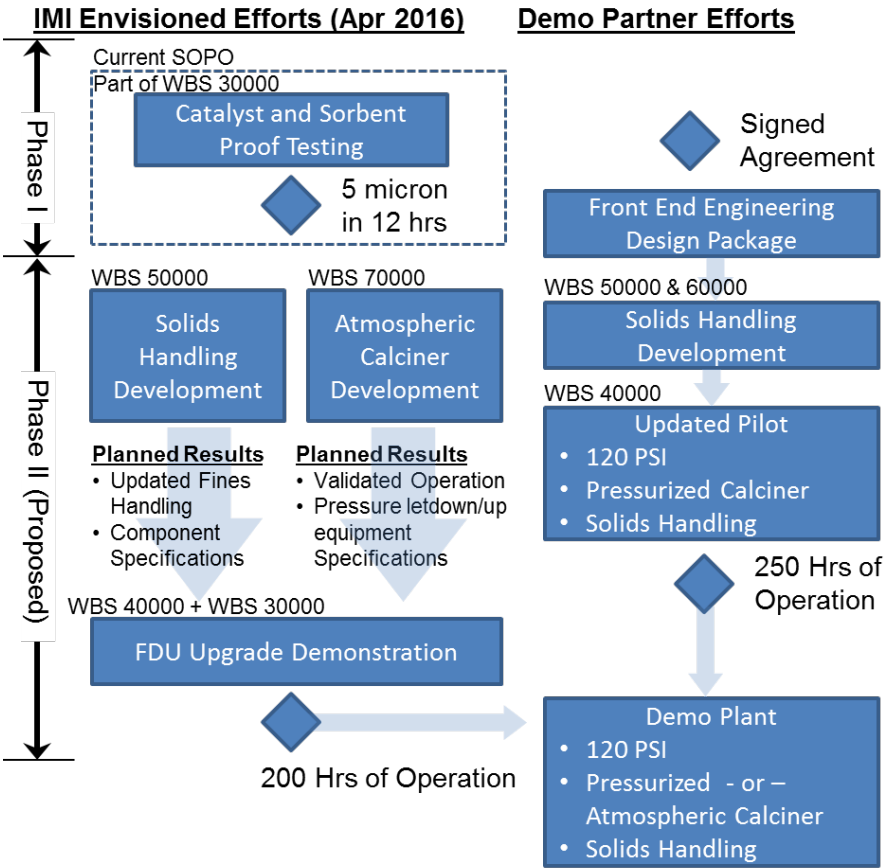 IMI Envisioned Efforts (Apr 2016)
Demo Partner Efforts
Phase I
Current SOPO
Part of WBS 30000
Catalyst and Sorbent
Proof Testing
5 micron
in 12 hrs
Signed
Agreement
Front End Engineering
Design Package
Phase II (Proposed)
WBS 50000
Solids
Handling
Development
WBS 70000
Atmospheric
Calciner
Development
WBS 50000 & 60000
Solids Handling
Development
WBS 40000
Updated Pilot
• 120 PSI
• Pressurized Calciner
• Solids Handling
Planned Results
• Updated Fines
Handling
• Component
Specifications
Planned Results
• Validated Operation
• Pressure letdown/up
equipment
Specifications
250 Hrs of
Operation
WBS 40000 + WBS 30000
FDU Upgrade Demonstration
200 Hrs of Operation
Demo Plant
• 120 PSI
• Pressurized - or –
Atmospheric Calciner
• Solids Handling